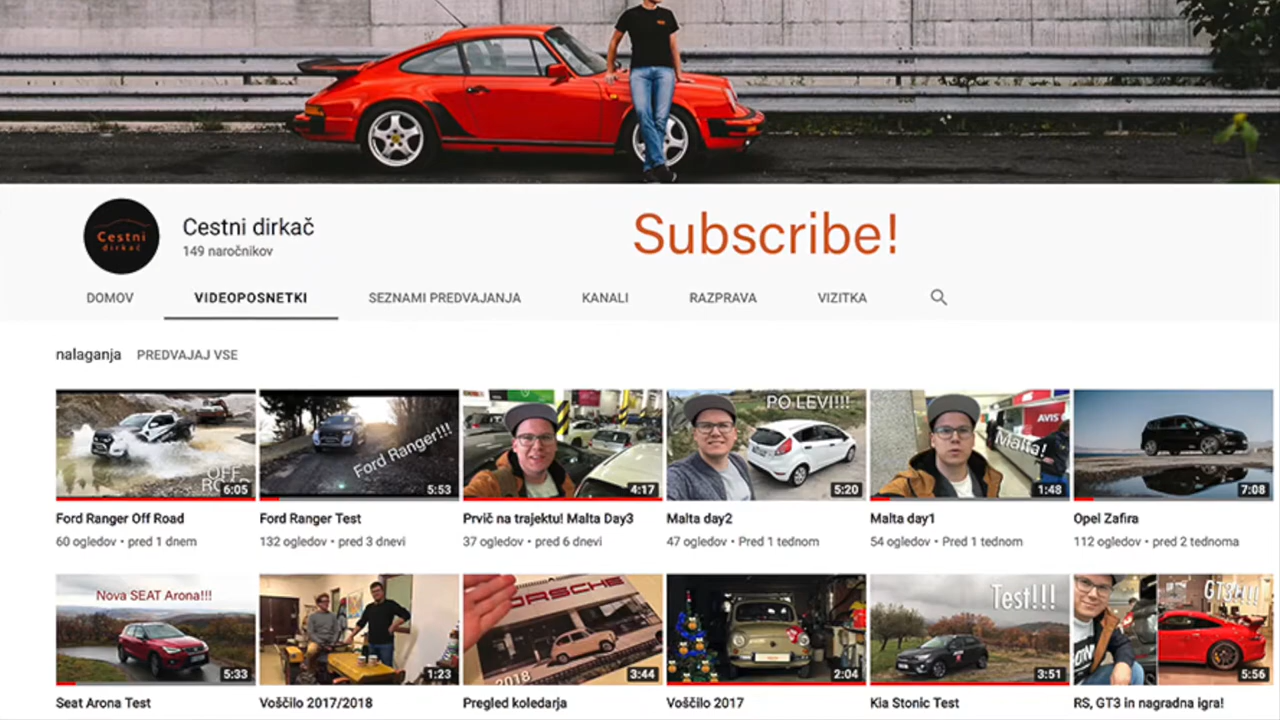 Cestni
dirkač
Cestni dirkač
149 naročnikov
Subscribe!
DOMOV VIDEOPOSNETKI SEZNAMI PREDVAJANJA KANALI RAZPRAVA VIZITKA
nalaganja PREDVAJAJ VSE
OFF
6:05
Ford Ranger!!!
5:53
4:17
PO LEVI!!!!
5:20
AVIS
Malta!
1:48
7:08
Ford Ranger Off Road Ford Ranger Test Prvič na trajektu! Malta Day3 Malta day2 Malta day1 Opel Zafira
60 ogledov • pred 1 dnem 132 ogledov • pred 3 dnevi 37 ogledov • pred 6 dnevi 47 ogledov • Pred 1 tednom 54 ogledov • Pred 1 tednom 112 ogledov • pred 2 tednoma
Nova SEAT Arona!!!
5:33
1:23
PORSCHE
2018
3:44
2:04
Test!!!
3:51
5:56
Seat Arona Test Voščilo 2017/2018 Pregled koledarja Voščilo 2017 Kia Stonic Test RS, GT3 in nagradna igra!